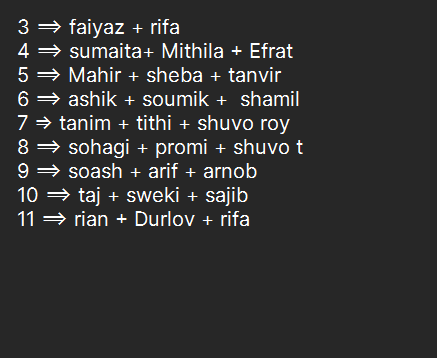 3 ⟹ faiyaz + rifa
4 ⟹ sumaita+ Mithila + Efrat
5 ⟹ Mahir + sheba + tanvir
6 ⟹ ashik + soumik +  shamil
7 ⇒ tanim + tithi + shuvo roy
8 ⟹ sohagi + promi + shuvo t
9 ⟹ soash + arif + arnob
10 ⟹ taj + sweki + sajib
11 ⟹ rian + Durlov + rifa